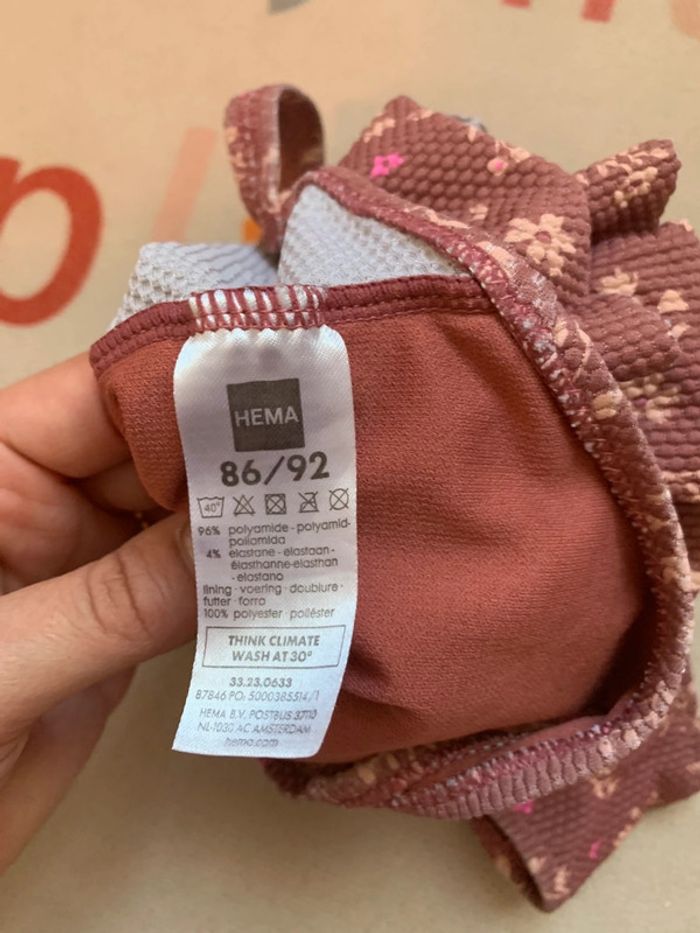 HEMA
86/92
40°
96% polyamide - polyamid-
poliamida
4% elastane - elastaan -
élasthanne-elasthan
- elastano
lining · voering · doublure ·
futter · forro
100% polyester · poliéster
THINK CLIMATE
WASH AT 30°
33.23.0633
B7846 PO: 5000385514/1
HEMA B.V. POSTBUS 37110
NL-1030 AC AMSTERDAM
hema.com
p